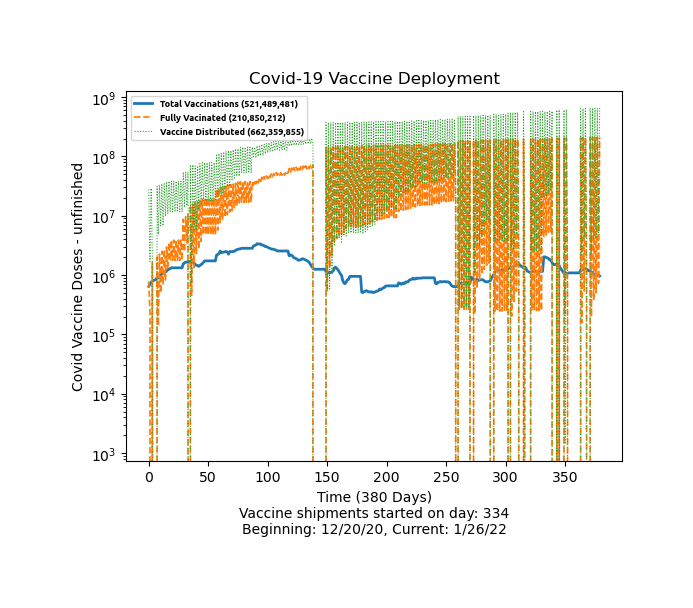 Covid-19 Vaccine Deployment
Total Vaccinations (521,489,481)
Fully Vacinated (210,850,212)
Vaccine Distributed (662,359,855)
Covid Vaccine Doses - unfinished
10⁹
10⁸
10⁷
10⁶
10⁵
10⁴
10³
0 50 100 150 200 250 300 350
Time (380 Days)
Vaccine shipments started on day: 334
Beginning: 12/20/20, Current: 1/26/22